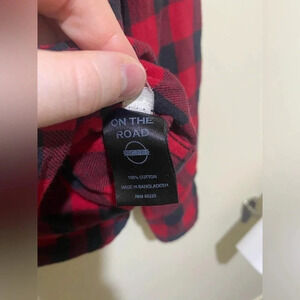 ON THE
ROAD
100% COTTON
MADE IN BANGLADESH